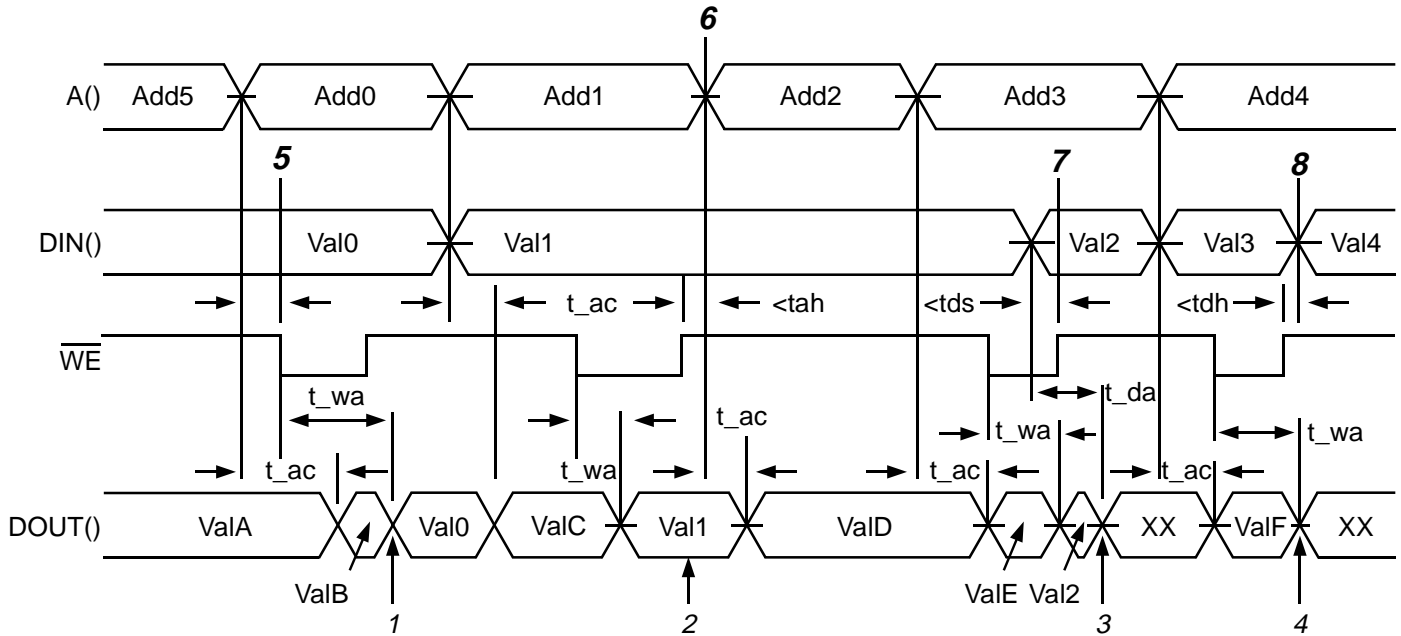 6
A() Add5 Add0 Add1 Add2 Add3 Add4
5 7 8
DIN() Val0 Val1 Val2 Val3 Val4
t_ac <tah <tds <tdh
WE
t_wa t_da
t_ac
t_wa t_wa
t_ac t_wa t_ac t_ac
DOUT() ValA Val0 ValC Val1 ValD XX ValF XX
ValB ValE Val2
1 2 3 4